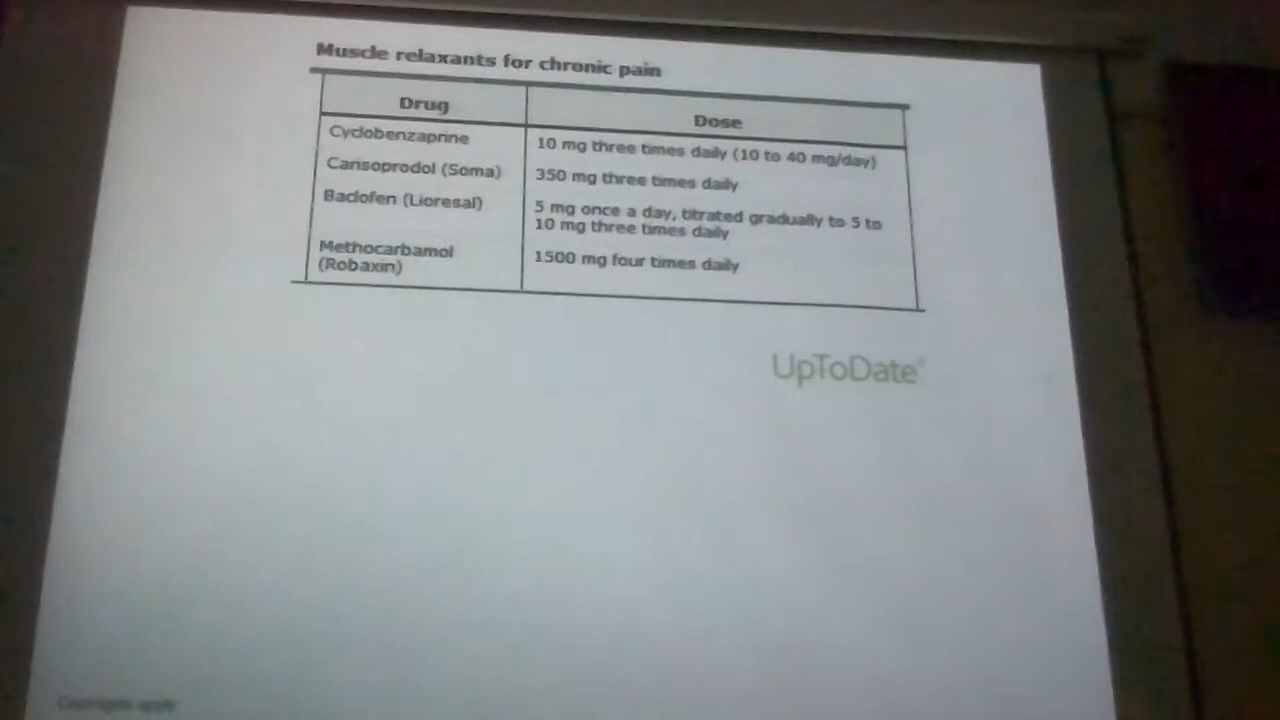 Muscle relaxants for chronic pain
Drug
Dose
Cyclobenzaprine
10 mg three times daily (10 to 40 mg/day)
Carisoprodol (Soma)
350 mg three times daily
Baclofen (Lioresal)
5 mg once a day, titrated gradually to 5 to
10 mg three times daily
Methocarbamol
(Robaxin)
1500 mg four times daily
UpToDate®
Copyrights apply